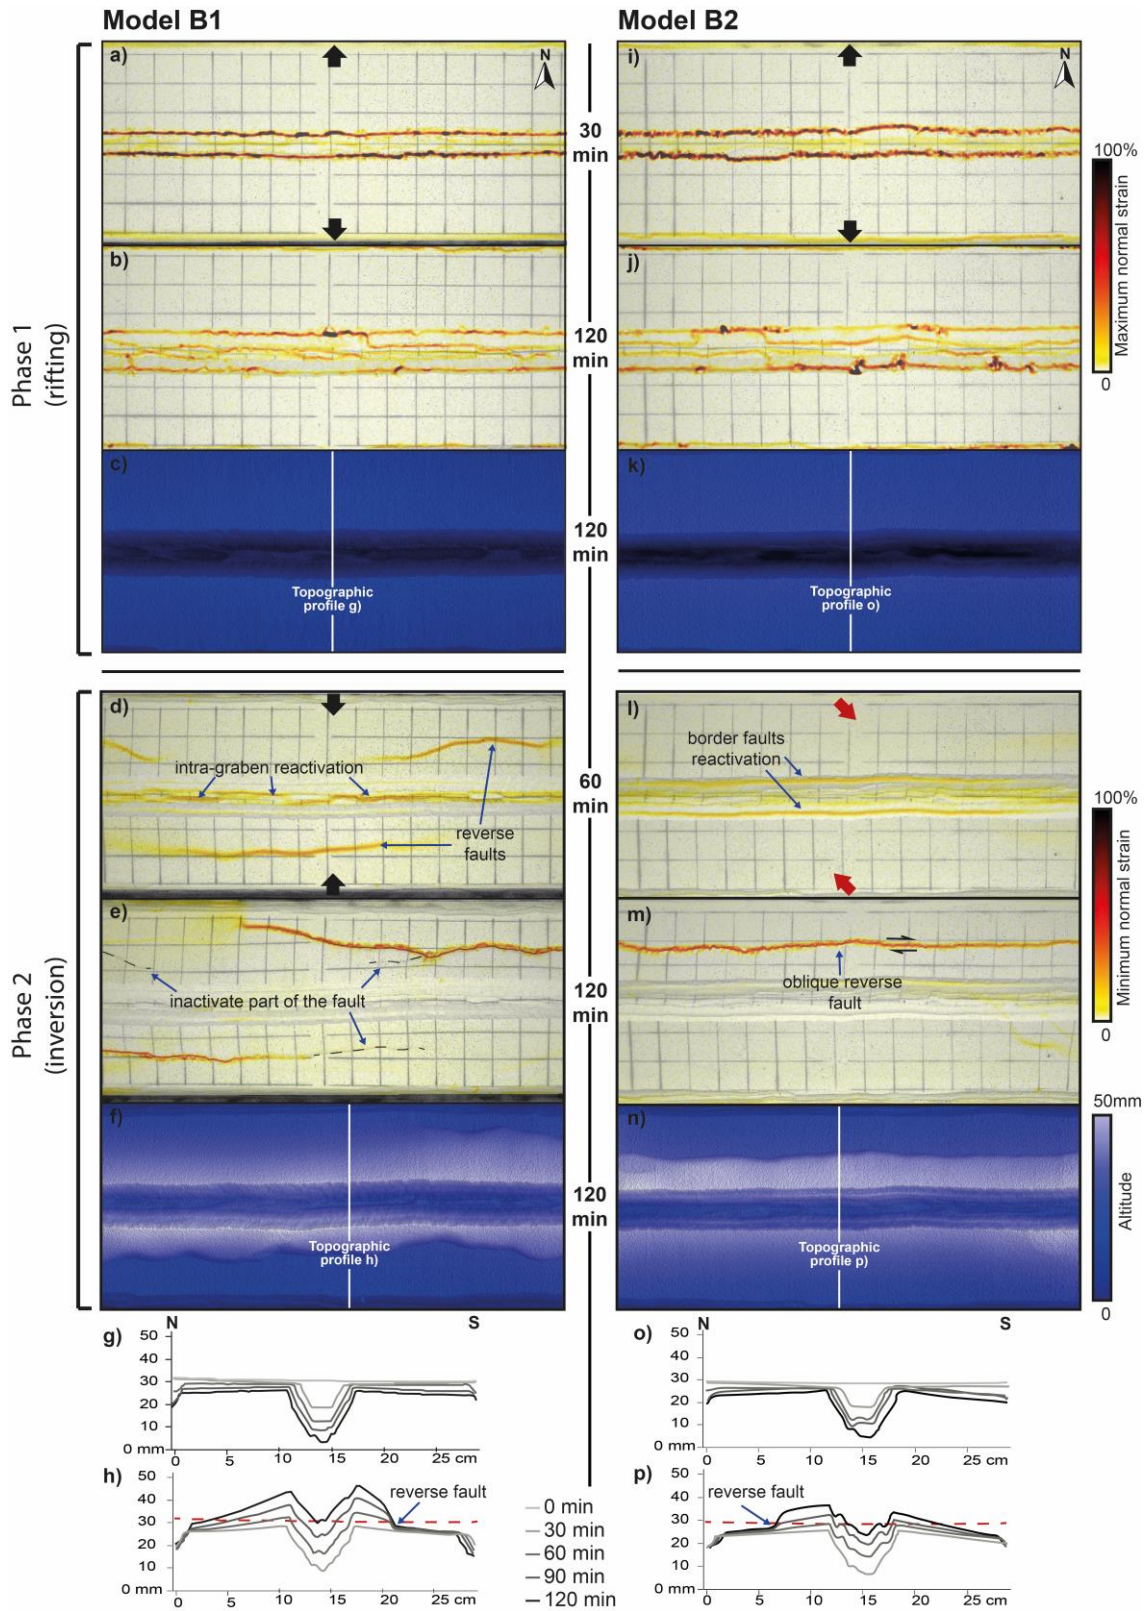 Model B1
Model B2
Phase 1
(rifting)
a)
N
i)
N
30
min
100%
Maximum normal strain
0
b)
j)
120
min
c)
k)
120
min
Topographic
profile g)
Topographic
profile o)
Phase 2
(inversion)
d)
intra-graben reactivation
reverse
faults
l)
border faults
reactivation
60
min
100%
Minimum normal strain
0
e)
inactivate part of the fault
m)
oblique reverse
fault
120
min
f)
n)
120
min
Topographic
profile h)
Topographic
profile p)
50mm
Altitude
0
N
S
g)
50
40
30
20
10
0 mm
0 5 10 15 20 25 cm
h)
50
40
30
20
10
0 mm
0 5 10 15 20 25 cm
reverse fault
0 min
30 min
60 min
90 min
120 min
N
S
o)
50
40
30
20
10
0 mm
0 5 10 15 20 25 cm
p)
50
40
30
20
10
0 mm
0 5 10 15 20 25 cm
reverse fault